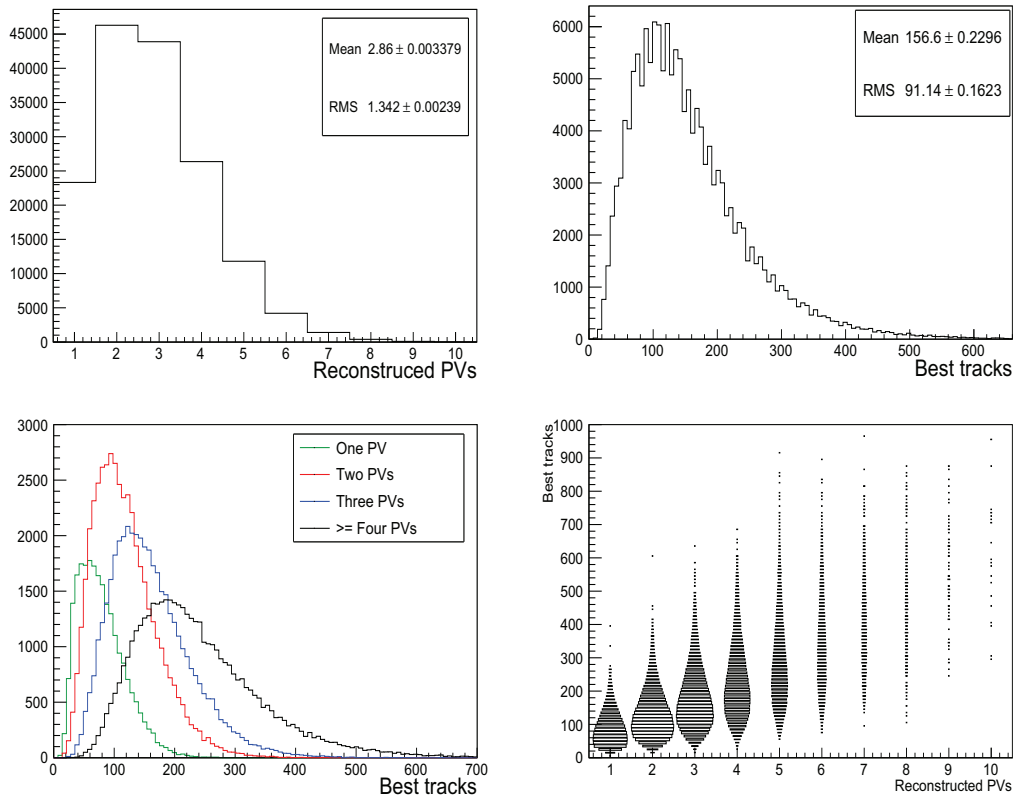 45000
40000
35000
30000
25000
20000
15000
10000
5000
0
Mean 2.86 ± 0.003379
RMS 1.342 ± 0.00239
1 2 3 4 5 6 7 8 9 10
Reconstruced PVs
6000
5000
4000
3000
2000
1000
0
Mean 156.6 ± 0.2296
RMS 91.14 ± 0.1623
0 100 200 300 400 500 600
Best tracks
3000
2500
2000
1500
1000
500
0
One PV
Two PVs
Three PVs
>= Four PVs
0 100 200 300 400 500 600 700
Best tracks
Best tracks
1000
900
800
700
600
500
400
300
200
100
0
1 2 3 4 5 6 7 8 9 10
Reconstructed PVs